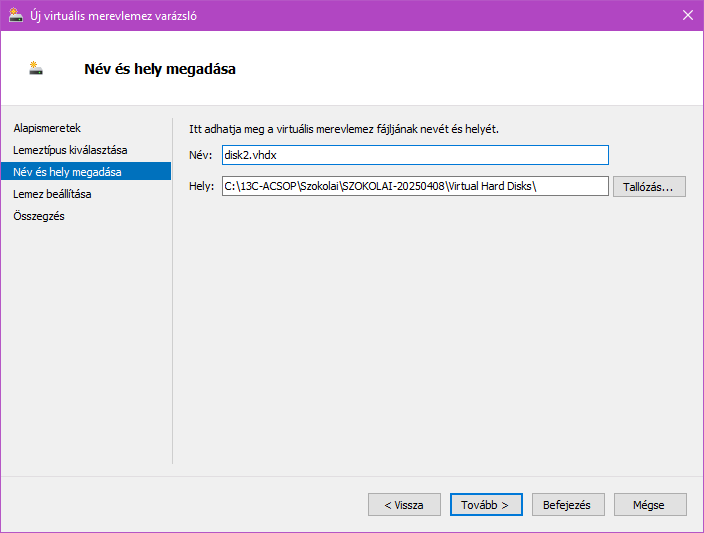 Új virtuális merevlemez varázsló
Név és hely megadása
Alapismeretek
Lemeztípus kiválasztása
Név és hely megadása
Lemez beállítása
Összegzés
Itt adhatja meg a virtuális merevlemez fájljának nevét és helyét.
Név: disk2.vhdx
Hely: C:\13C-ACSOP\Szokolai\SZOKOLAI-20250408\Virtual Hard Disks\ Tallózás...
< Vissza Tovább > Befejezés Mégse